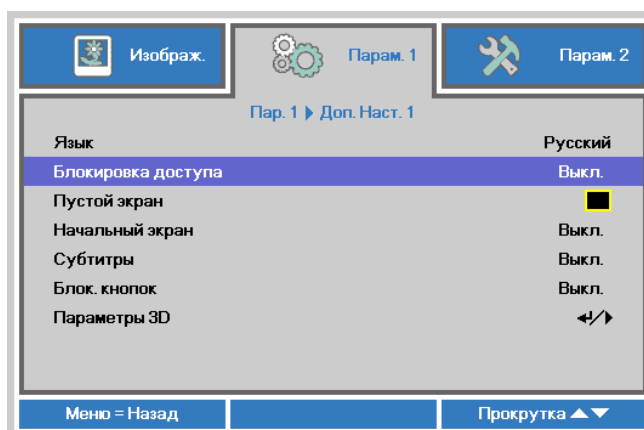 Изображ. Парам. 1 Парам. 2
Пар. 1 Доп. Наст. 1
Язык Русский
Блокировка доступа Выкл.
Пустой экран
Начальный экран Выкл.
Субтитры Выкл.
Блок. кнопок Выкл.
Параметры 3D
Меню = Назад Прокрутка